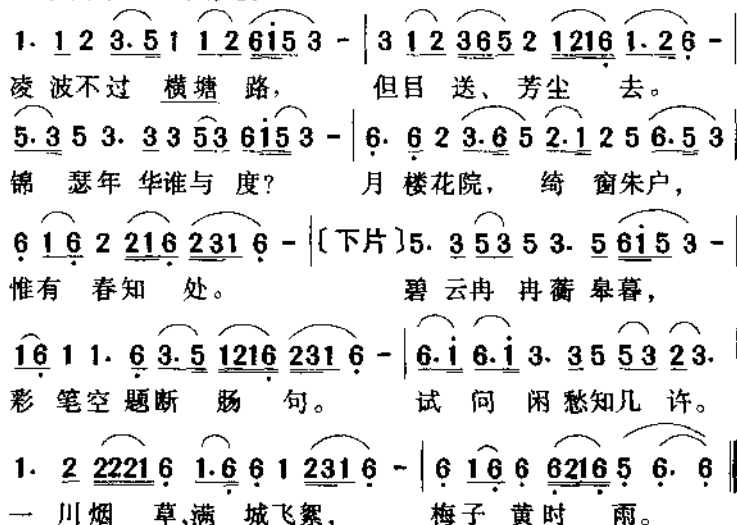 1. 1 2 3. 5 1 1 2 6 1 5 3 - | 3 1 2 3 6 5 2 1 2 1 6 1. 2 6 - |
凌 波不过 横塘 路， 但目 送、芳尘 去。
5. 3 5 3. 3 3 5 3 6 1 5 3 - | 6. 6 2 3. 6 5 2. 1 2 5 6. 5 3
锦 瑟年 华谁与 度？ 月 楼花院， 绮 窗朱户，
6 1 6 2 2 1 6 2 3 1 6 - | 〔下片〕5. 3 5 3 5 3. 5 6 1 5 3 -
惟有 春知 处。 碧 云冉 冉蘅 皋暮，
1 6 1 1. 6 3. 5 1 2 1 6 2 3 1 6 - | 6. 1 6. 1 3. 3 5 5 3 2 3. |
彩 笔空 题断 肠 句。 试 问 闲 愁知几 许。
1. 2 2 2 2 1 6 1. 6 6 1 2 3 1 6 - | 6 1 6 6 6 2 1 6 5 6. 6
一 川烟 草,满 城飞絮， 梅子 黄时 雨。